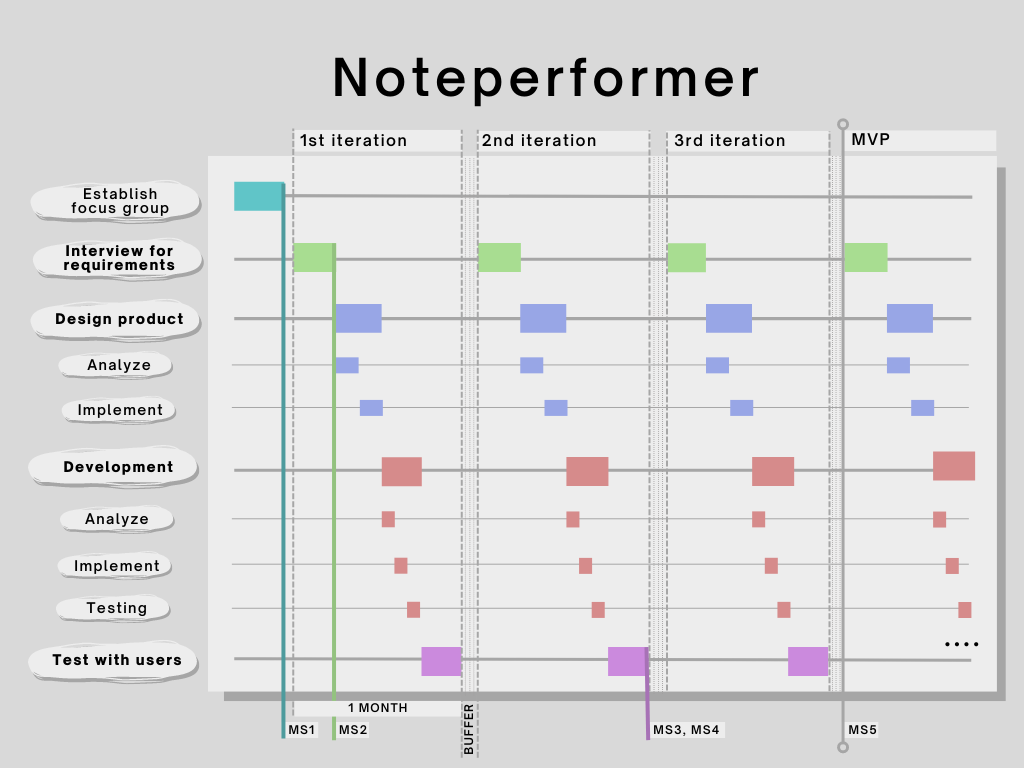 Noteperformer
1st iteration
2nd iteration
3rd iteration
MVP
Establish
focus group
Interview for
requirements
Design product
Analyze
Implement
Development
Analyze
Implement
Testing
....
Test with users
1 MONTH
BUFFER
MS1
MS2
MS3, MS4
MS5